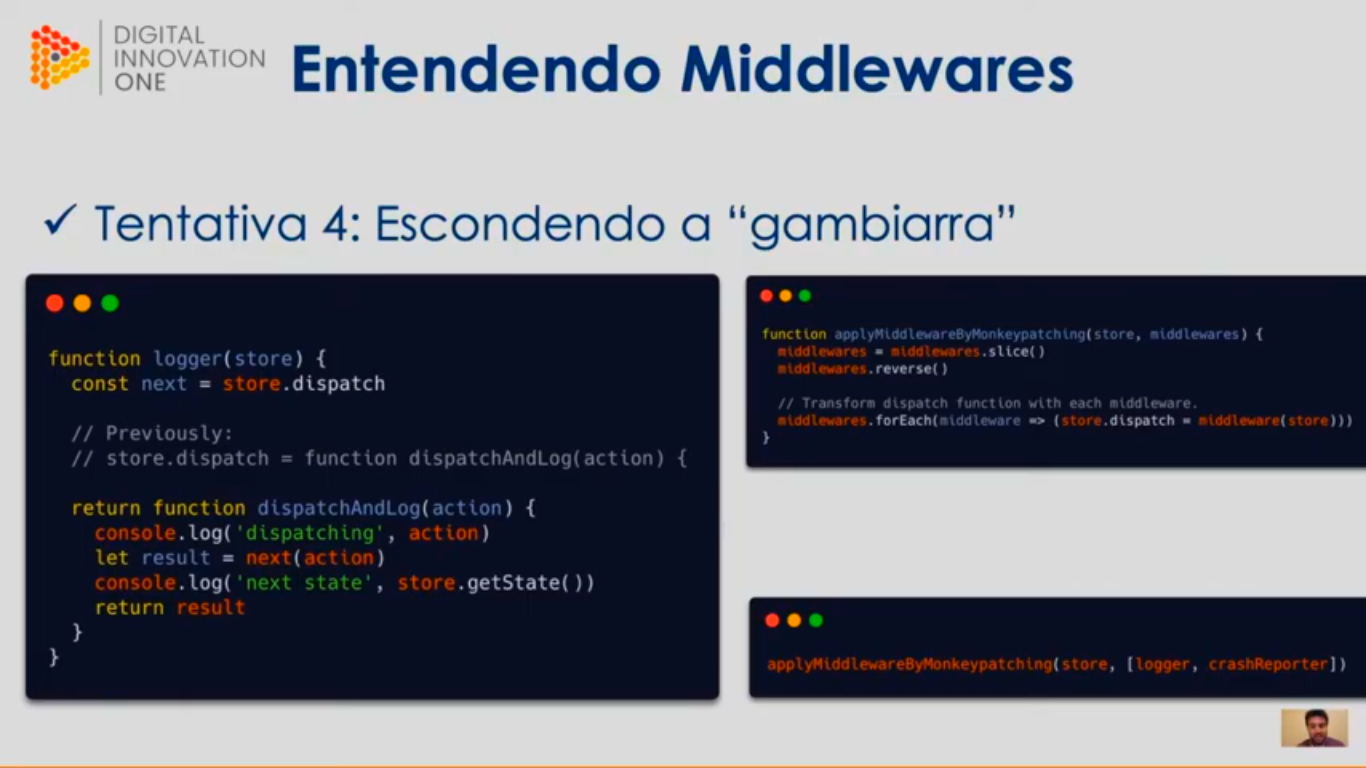 DIGITAL
INNOVATION
ONE
Entendendo Middlewares
✓ Tentativa 4: Escondendo a “gambiarra”
function logger(store) {
  const next = store.dispatch
  // Previously:
  // store.dispatch = function dispatchAndLog(action) {
  return function dispatchAndLog(action) {
    console.log('dispatching', action)
    let result = next(action)
    console.log('next state', store.getState())
    return result
  }
}
function applyMiddlewareByMonkeypatching(store, middlewares) {
  middlewares = middlewares.slice()
  middlewares.reverse()
  // Transform dispatch function with each middleware.
  middlewares.forEach(middleware => (store.dispatch = middleware(store)))
}
applyMiddlewareByMonkeypatching(store, [logger, crashReporter])